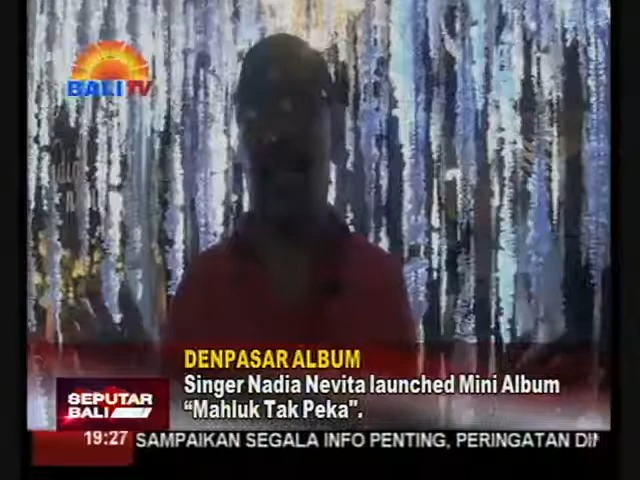 BALI TV
DENPASAR ALBUM
Singer Nadia Nevita launched Mini Album
"Mahluk Tak Peka".
SEPUTAR
BALI
19:27 SAMPAIKAN SEGALA INFO PENTING, PERINGATAN